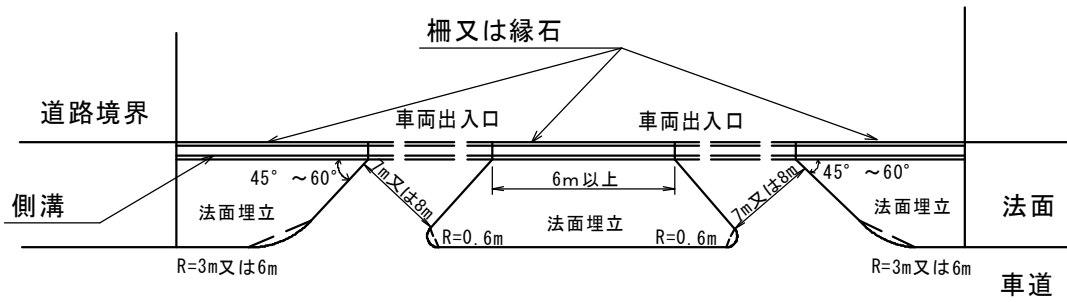 柵又は縁石
道路境界
車両出入口
車両出入口
側溝
45° ～60°
7m又は8m
6m以上
7m又は8m
45° ～60°
法面埋立
法面埋立
法面埋立
法面
R=0.6m
R=0.6m
R=3m又は6m
R=3m又は6m
車道